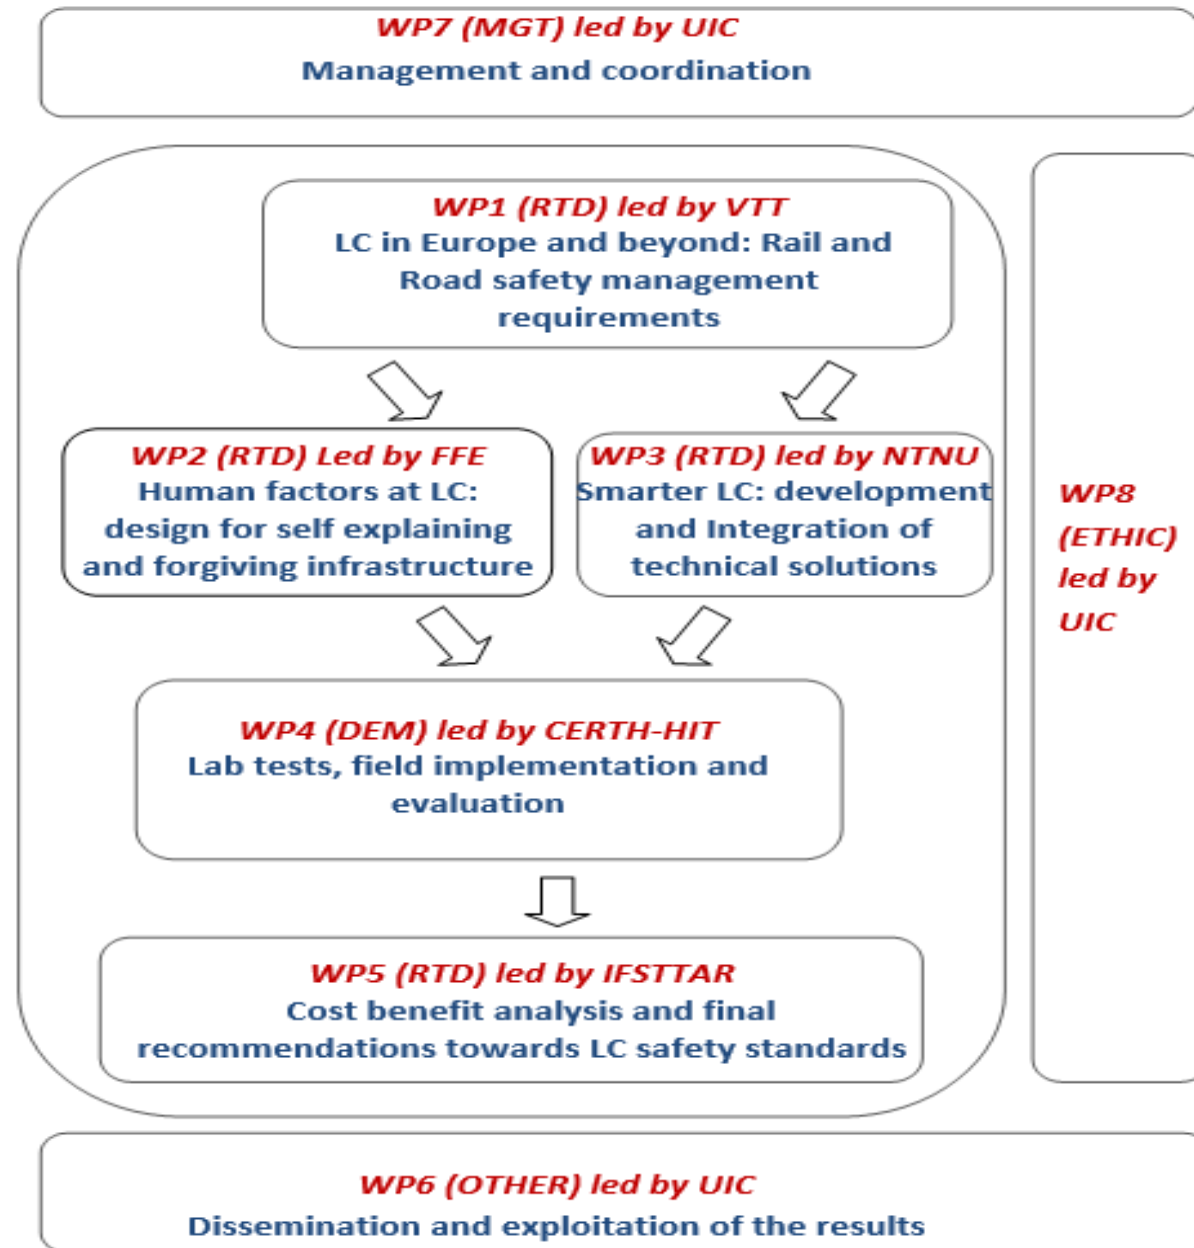 WP7 (MGT) led by UIC
Management and coordination
WP1 (RTD) led by VTT
LC in Europe and beyond: Rail and
Road safety management
requirements
WP2 (RTD) Led by FFE
Human factors at LC:
design for self explaining
and forgiving infrastructure
WP3 (RTD) led by NTNU
Smarter LC: development
and Integration of
technical solutions
WP8
(ETHIC)
led by
UIC
WP4 (DEM) led by CERTH-HIT
Lab tests, field implementation and
evaluation
WP5 (RTD) led by IFSTTAR
Cost benefit analysis and final
recommendations towards LC safety standards
WP6 (OTHER) led by UIC
Dissemination and exploitation of the results